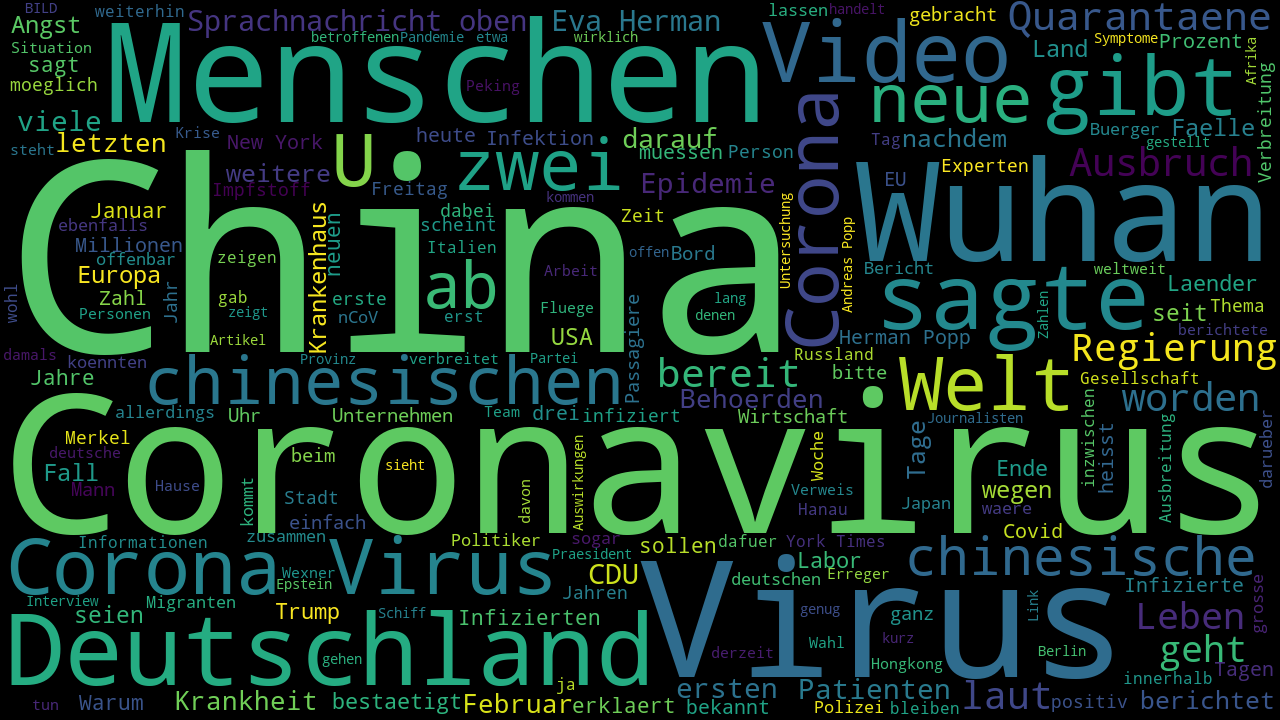 BILD
weiterhin
Sprachnachricht oben
Eva Herman
lassen
handelt
gebracht
Quarantaene
Angst
Menschen
Video
betroffenen
Pandemie
etwa
wirklich
Situation
sagt
moeglich
Land
Symptome
Prozent
Afrika
gibt
neue
Peking
viele
letzten
Krise
steht
New York
U
heute
Infektion
darauf
Tag
nachdem
Buerger
Faelle
gestellt
Verbreitung
zwei
muessen
Person
Corona
Experten
Ausbruch
weitere
Impfstoff
Freitag
Epidemie
kommen
EU
Wuhan
China
Januar
ebenfalls
Millionen
offenbar
Europa
Zahl
Personen
wohl
Jahr
zeigen
gab
zeigt
Artikel
Krankenhaus
neuen
dabei
scheint
Italien
ab
erste
nCoV
erst
Zeit
offen
Bord
Arbeit
Fluege
USA
lang
denen
Untersuchung
Andreas Popp
Bericht
sagte
weltweit
Laender
seit
Thema
Zahlen
berichtete
Herman Popp
Regierung
damals
koennten
Jahre
Provinz
verbreitet
Partei
Passagiere
chinesischen
bereit
Russland
bitte
Behoerden
Welt
Gesellschaft
worden
allerdings
Uhr
Unternehmen
Team
drei
infiziert
Wirtschaft
Journalisten
Coronavirus
Merkel
deutsche
Fall
Mann
Hause
beim
sieht
Stadt
einfach
kommt
davon
Auswirkungen
Woche
Verweis
Hanau
Tage
Japan
Ende
wegen
waere
inzwischen
heisst
Ausbreitung
darueber
Covid
Informationen
zusammen
Politiker
sogar
Praesident
sollen
dafuer
York Times
Corona Virus
Wexner
Epstein
CDU
Labor
deutschen
Erreger
chinesische
Interview
Migranten
seien
Trump
Schiff
Jahren
Infizierten
Virus
genug
ganz
Link
Infizierte
Leben
grosse
Deutschland
gehen
derzeit
Wahl
kurz
Hongkong
Berlin
geht
Tagen
innerhalb
tun
Warum
Krankheit
bestaetigt
Februar
ja
erklaert
ersten
bekannt
Patienten
Polizei
bleiben
laut
positiv
berichtet